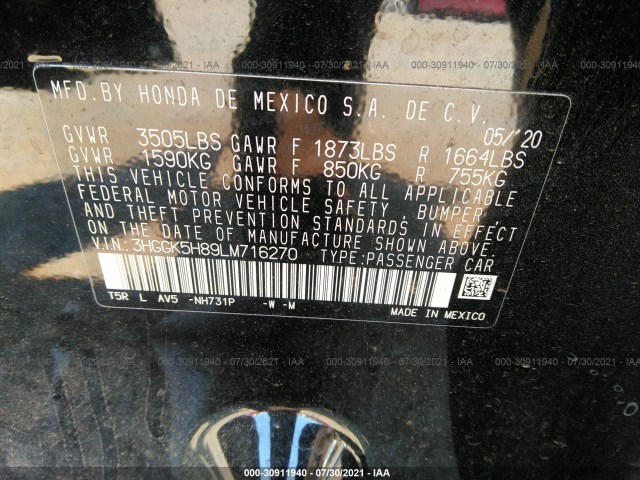 000-30911940 - 07/30/2021 - IAA
MFD. BY HONDA DE MEXICO S.A. DE C.V.
05/'20
GVWR 3505LBS GAWR F 1873LBS R 1664LBS
GVWR 1590KG GAWR F 850KG R 755KG
THIS VEHICLE CONFORMS TO ALL APPLICABLE
FEDERAL MOTOR VEHICLE SAFETY, BUMPER,
AND THEFT PREVENTION STANDARDS IN EFFECT
ON THE DATE OF MANUFACTURE SHOWN ABOVE.
V.I.N: 3HGGK5H89LM716270 TYPE: PASSENGER CAR
T5R L AV5 -NH731P -W -M
MADE IN MEXICO
000-30911940 - 07/30/2021 - IAA
000-30911940 - 07/30/2021 - IAA